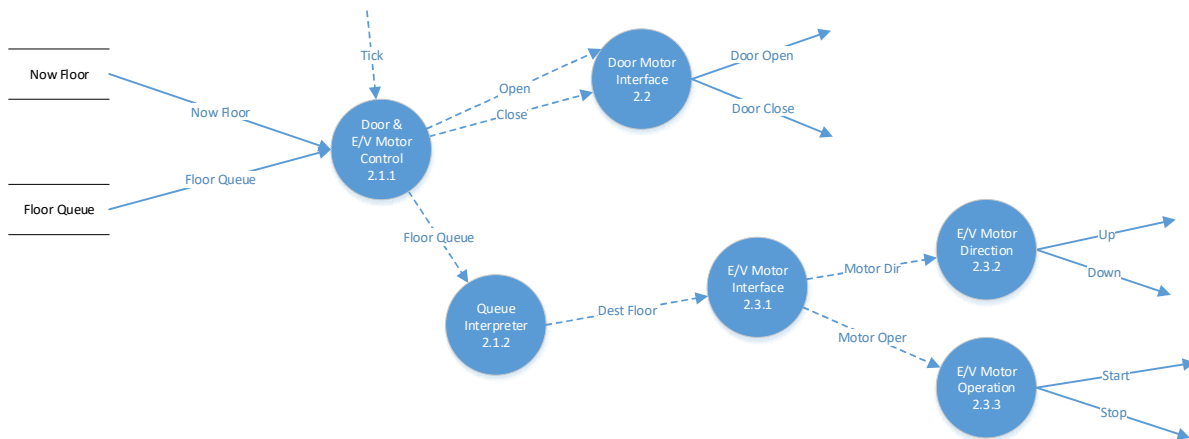 Tick
Now Floor
Now Floor
Floor Queue
Floor Queue
Door &
E/V Motor
Control
2.1.1
Open
Close
Door Motor
Interface
2.2
Door Open
Door Close
Floor Queue
Queue
Interpreter
2.1.2
Dest Floor
E/V Motor
Interface
2.3.1
Motor Dir
Motor Oper
E/V Motor
Direction
2.3.2
Up
Down
E/V Motor
Operation
2.3.3
Start
Stop